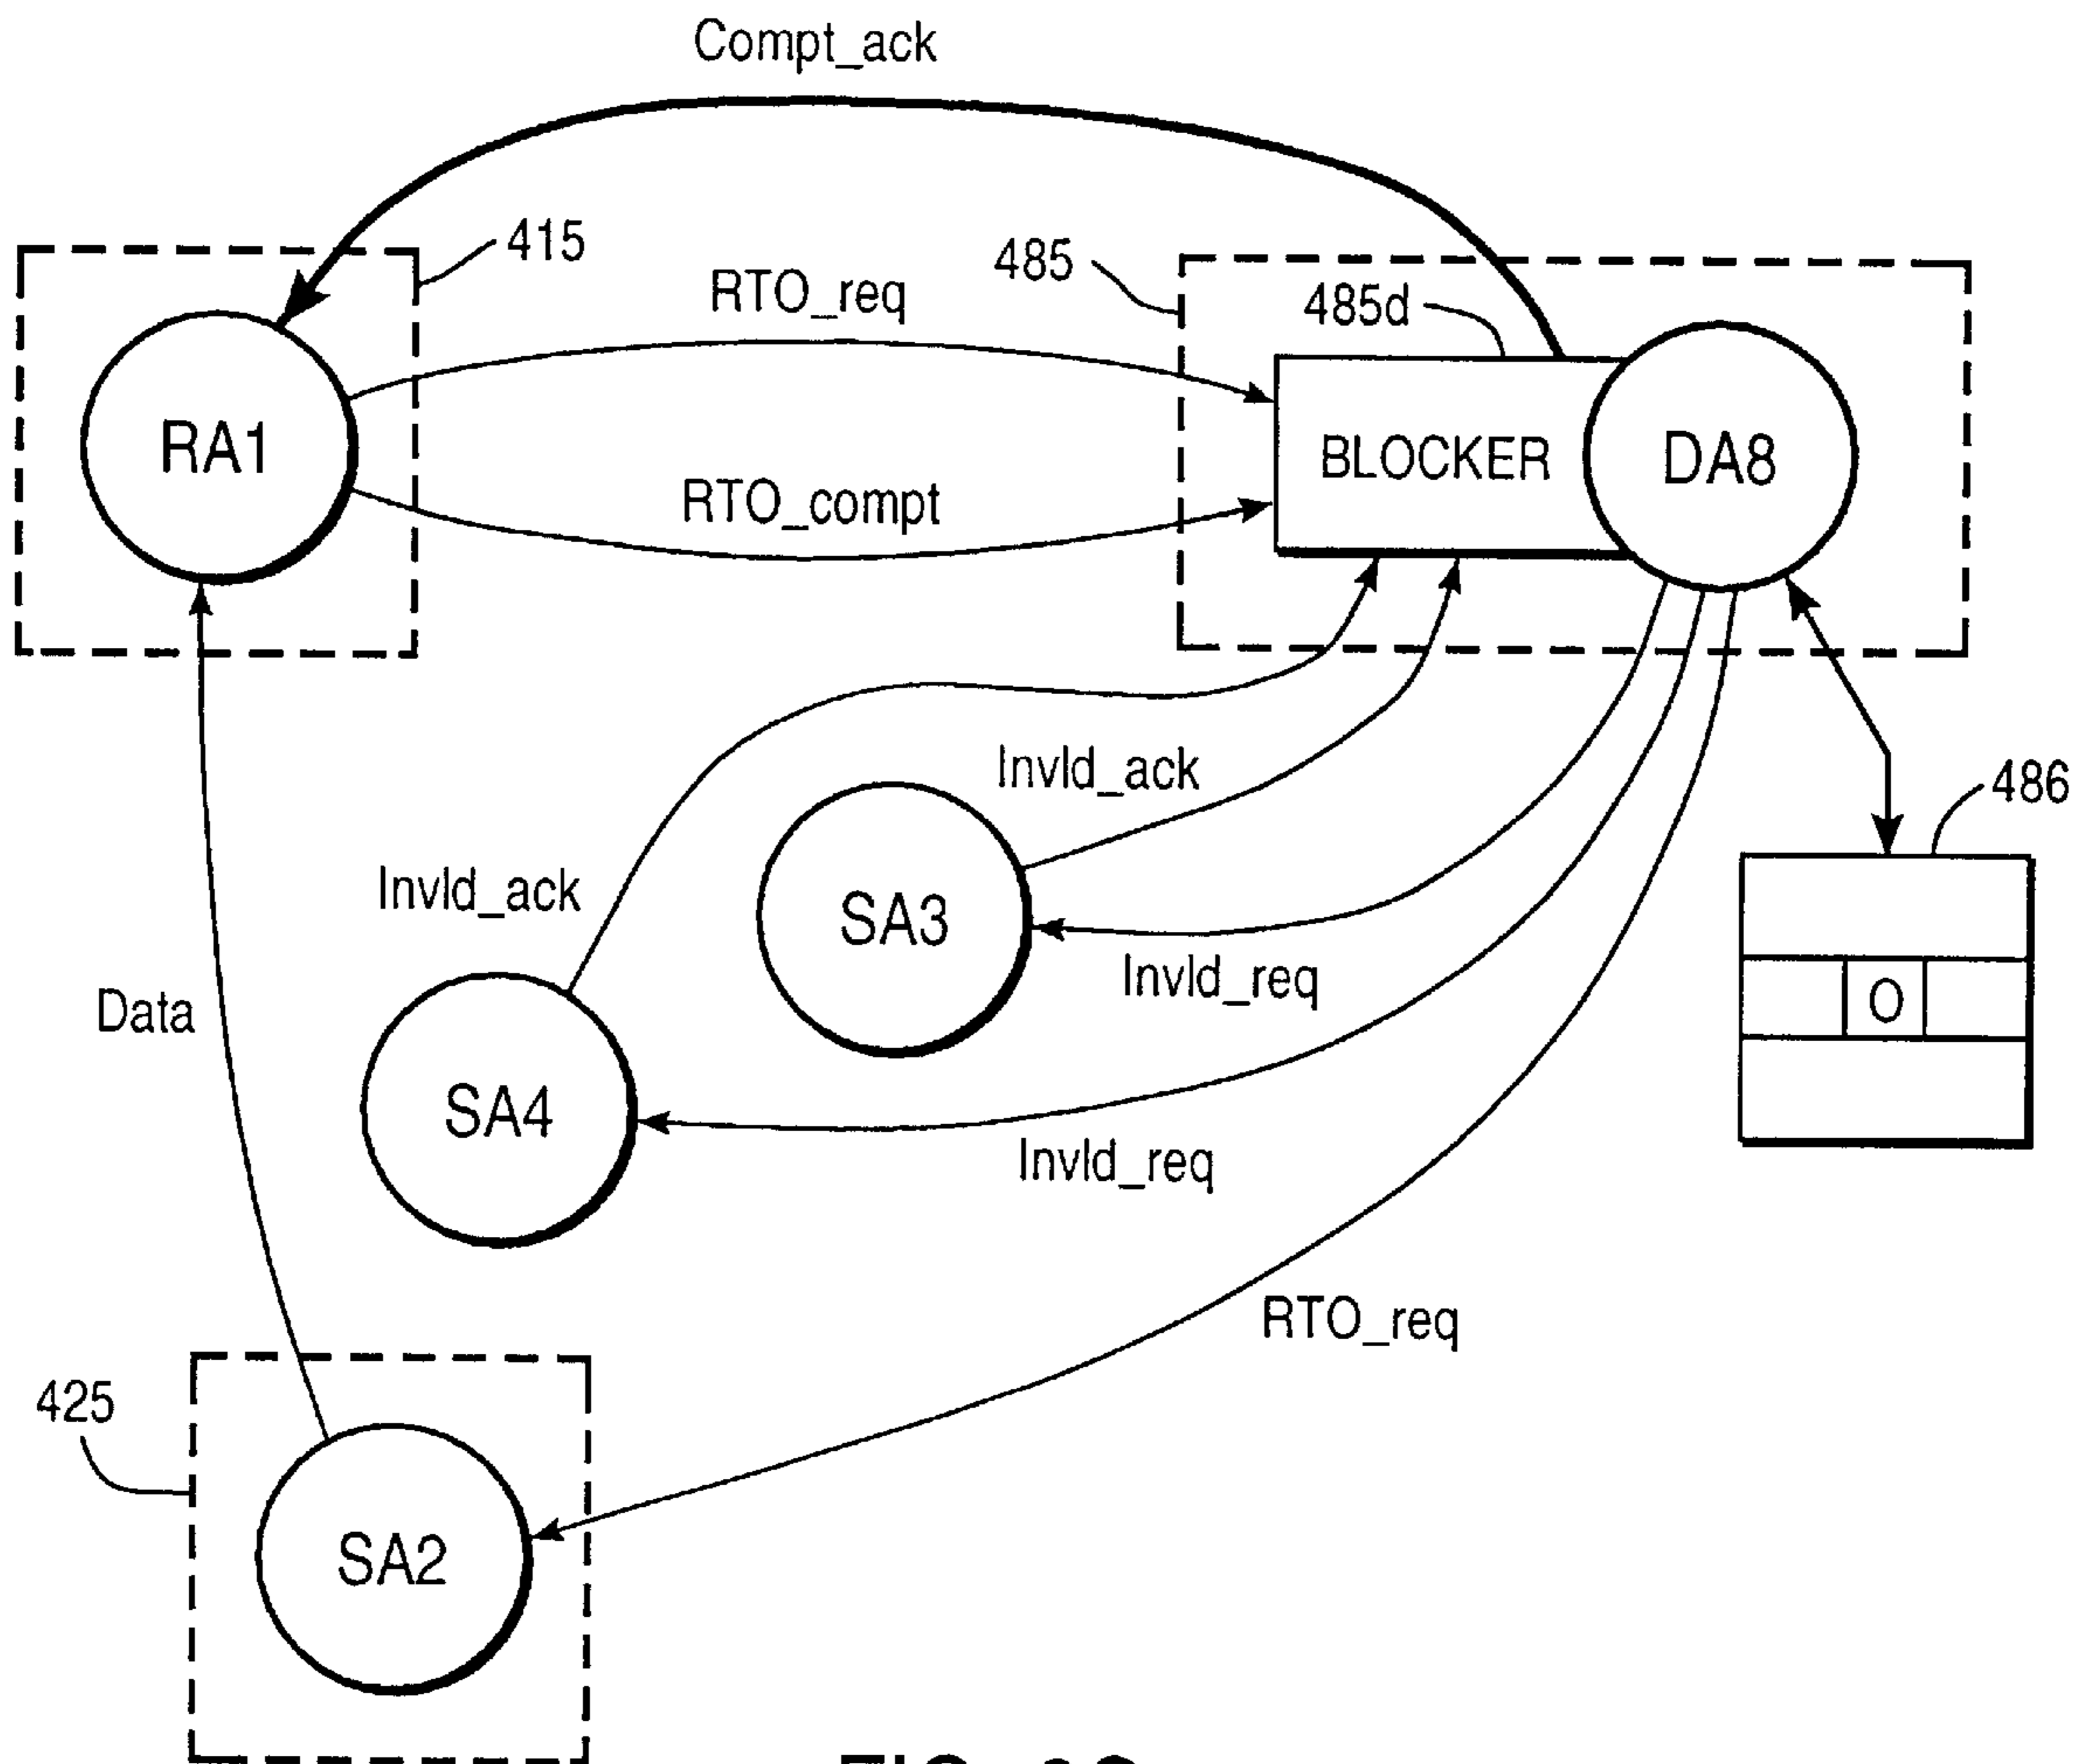 Compt_ack
415
RTO_req
485
485d
RA1
BLOCKER
DA8
RTO_compt
Invld_ack
486
Invld_ack
SA3
Invld_req
O
Data
SA4
Invld_req
RTO_req
425
SA2